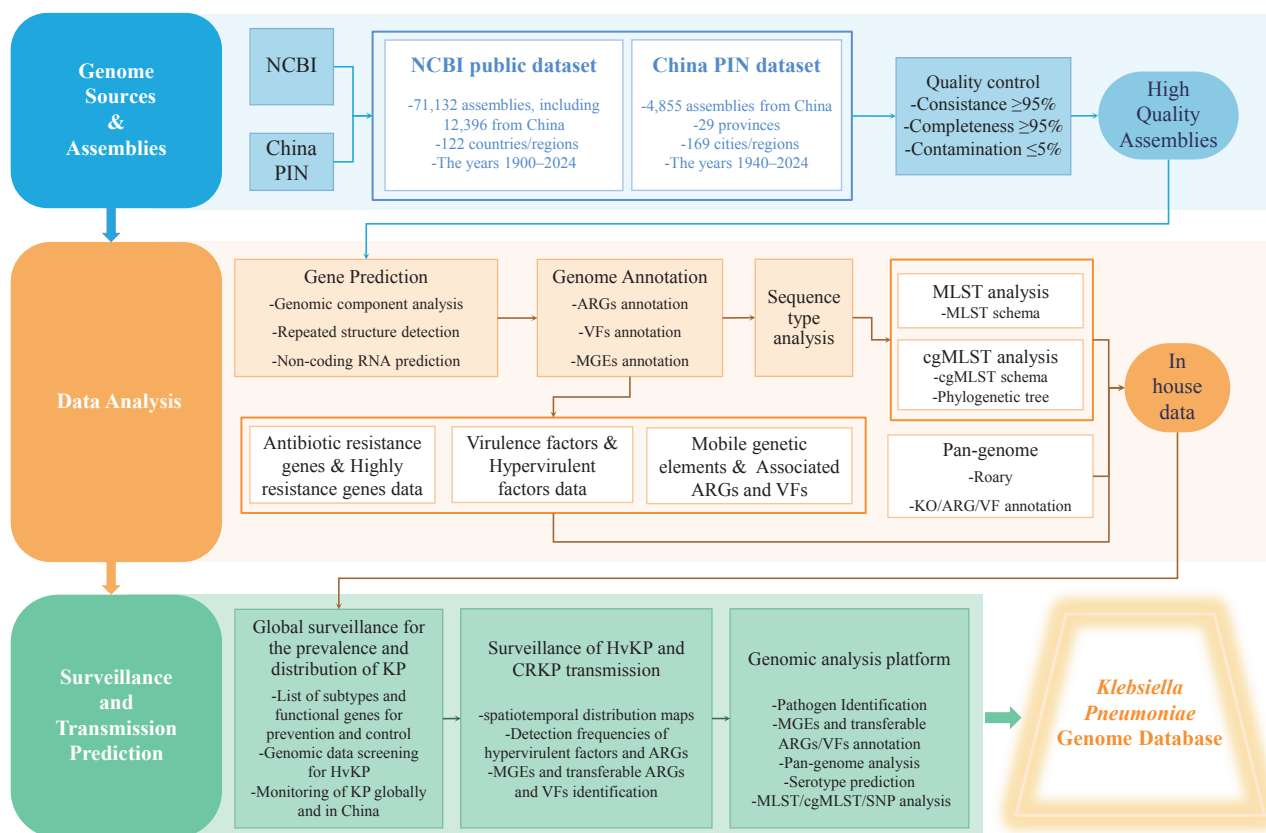 Genome
Sources
&
Assemblies
NCBI
China
PIN
NCBI public dataset
-71,132 assemblies, including
12,396 from China
-122 countries/regions
-The years 1900–2024
China PIN dataset
-4,855 assemblies from China
-29 provinces
-169 cities/regions
-The years 1940–2024
Quality control
-Consistance ≥95%
-Completeness ≥95%
-Contamination ≤5%
High
Quality
Assemblies
Data Analysis
Gene Prediction
-Genomic component analysis
-Repeated structure detection
-Non-coding RNA prediction
Genome Annotation
-ARGs annotation
-VFs annotation
-MGEs annotation
Sequence
type
analysis
MLST analysis
-MLST schema
cgMLST analysis
-cgMLST schema
-Phylogenetic tree
In
house
data
Antibiotic resistance
genes & Highly
resistance genes data
Virulence factors &
Hypervirulent
factors data
Mobile genetic
elements & Associated
ARGs and VFs
Pan-genome
-Roary
-KO/ARG/VF annotation
Surveillance
and
Transmission
Prediction
Global surveillance for
the prevalence and
distribution of KP
-List of subtypes and
functional genes for
prevention and control
-Genomic data screening
for HvKP
-Monitoring of KP globally
and in China
Surveillance of HvKP and
CRKP transmission
-spatiotemporal distribution maps
-Detection frequencies of
hypervirulent factors and ARGs
-MGEs and transferable ARGs
and VFs identification
Genomic analysis platform
-Pathogen Identification
-MGEs and transferable
ARGs/VFs annotation
-Pan-genome analysis
-Serotype prediction
-MLST/cgMLST/SNP analysis
Klebsiella
Pneumoniae
Genome Database